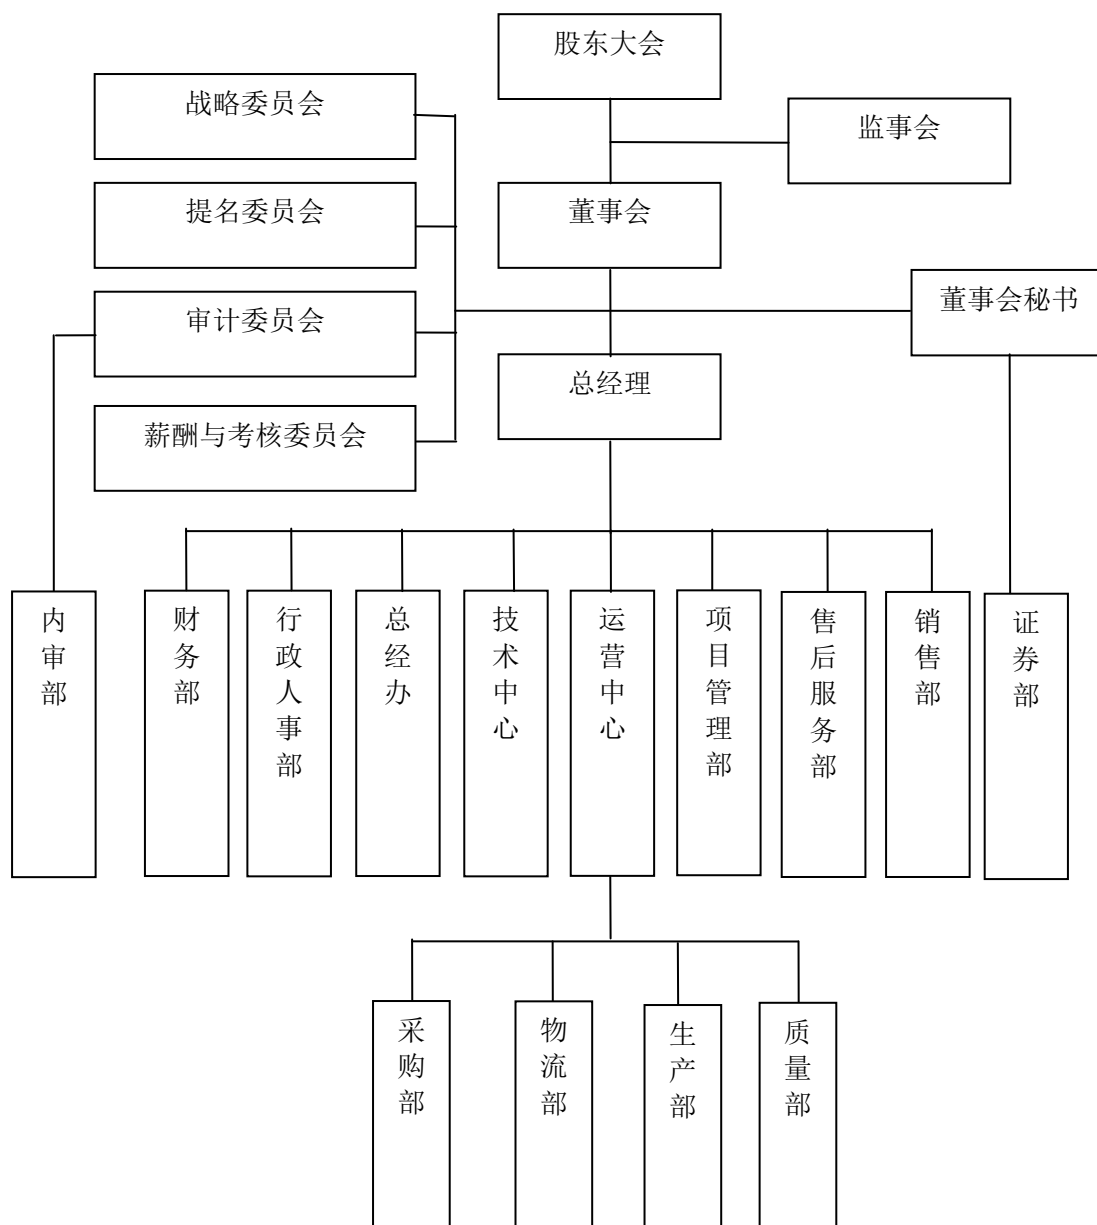 股东大会
战略委员会
监事会
提名委员会
董事会
董事会秘书
审计委员会
总经理
薪酬与考核委员会
内审部
财务部
行政人事部
总经办
技术中心
运营中心
项目管理部
售后服务部
销售部
证券部
采购部
物流部
生产部
质量部